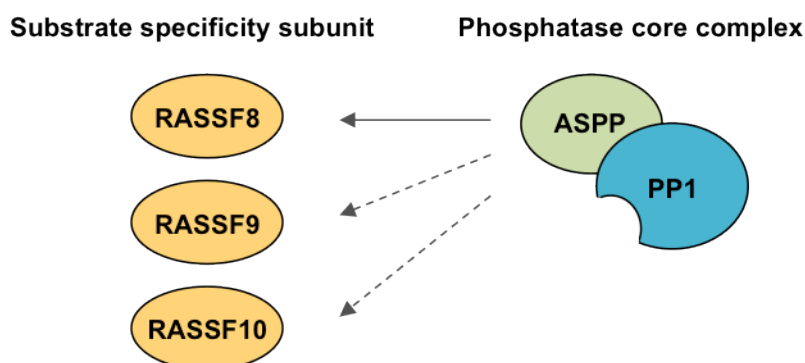 Substrate specificity subunit
Phosphatase core complex
RASSF8
ASPP
PP1
RASSF9
RASSF10